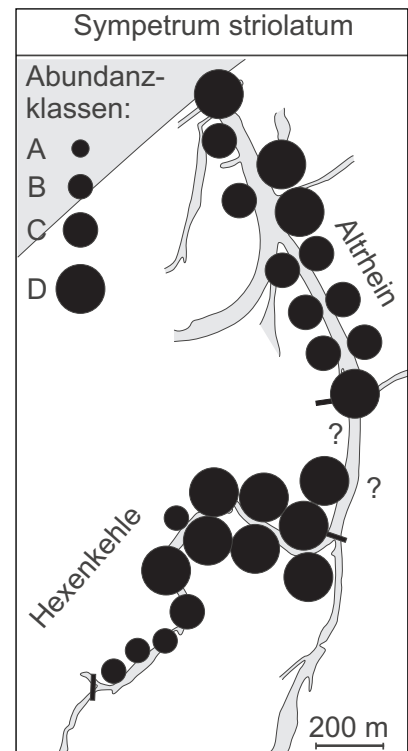 Sympetrum striolatum
Abundanz-
klassen:
A
B
C
D
Altrhein
?
?
Hexenkehle
200 m